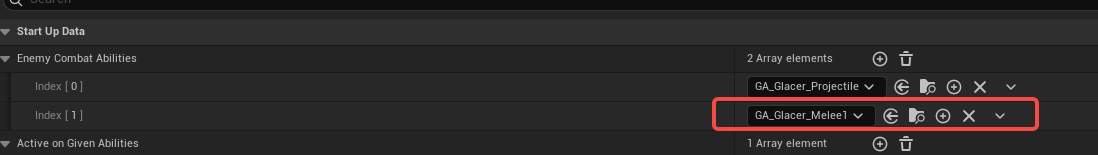 Search
Start Up Data
Enemy Combat Abilities 2 Array elements
Index [ 0 ] GA_Glacer_Projectile
Index [ 1 ] GA_Glacer_Melee1
Active on Given Abilities 1 Array element